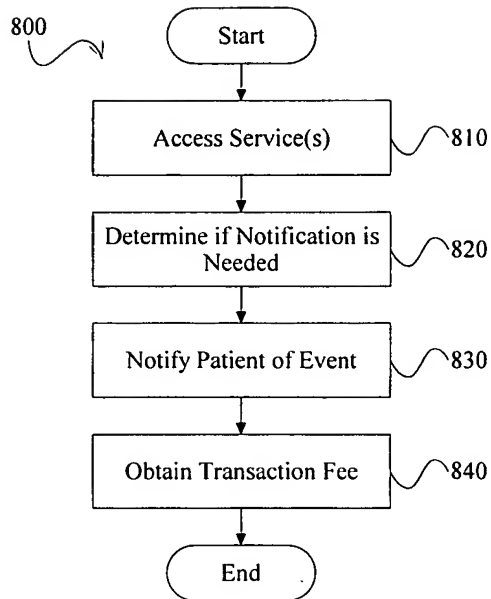 800
Start
Access Service(s)
810
Determine if Notification is
Needed
820
Notify Patient of Event
830
Obtain Transaction Fee
840
End